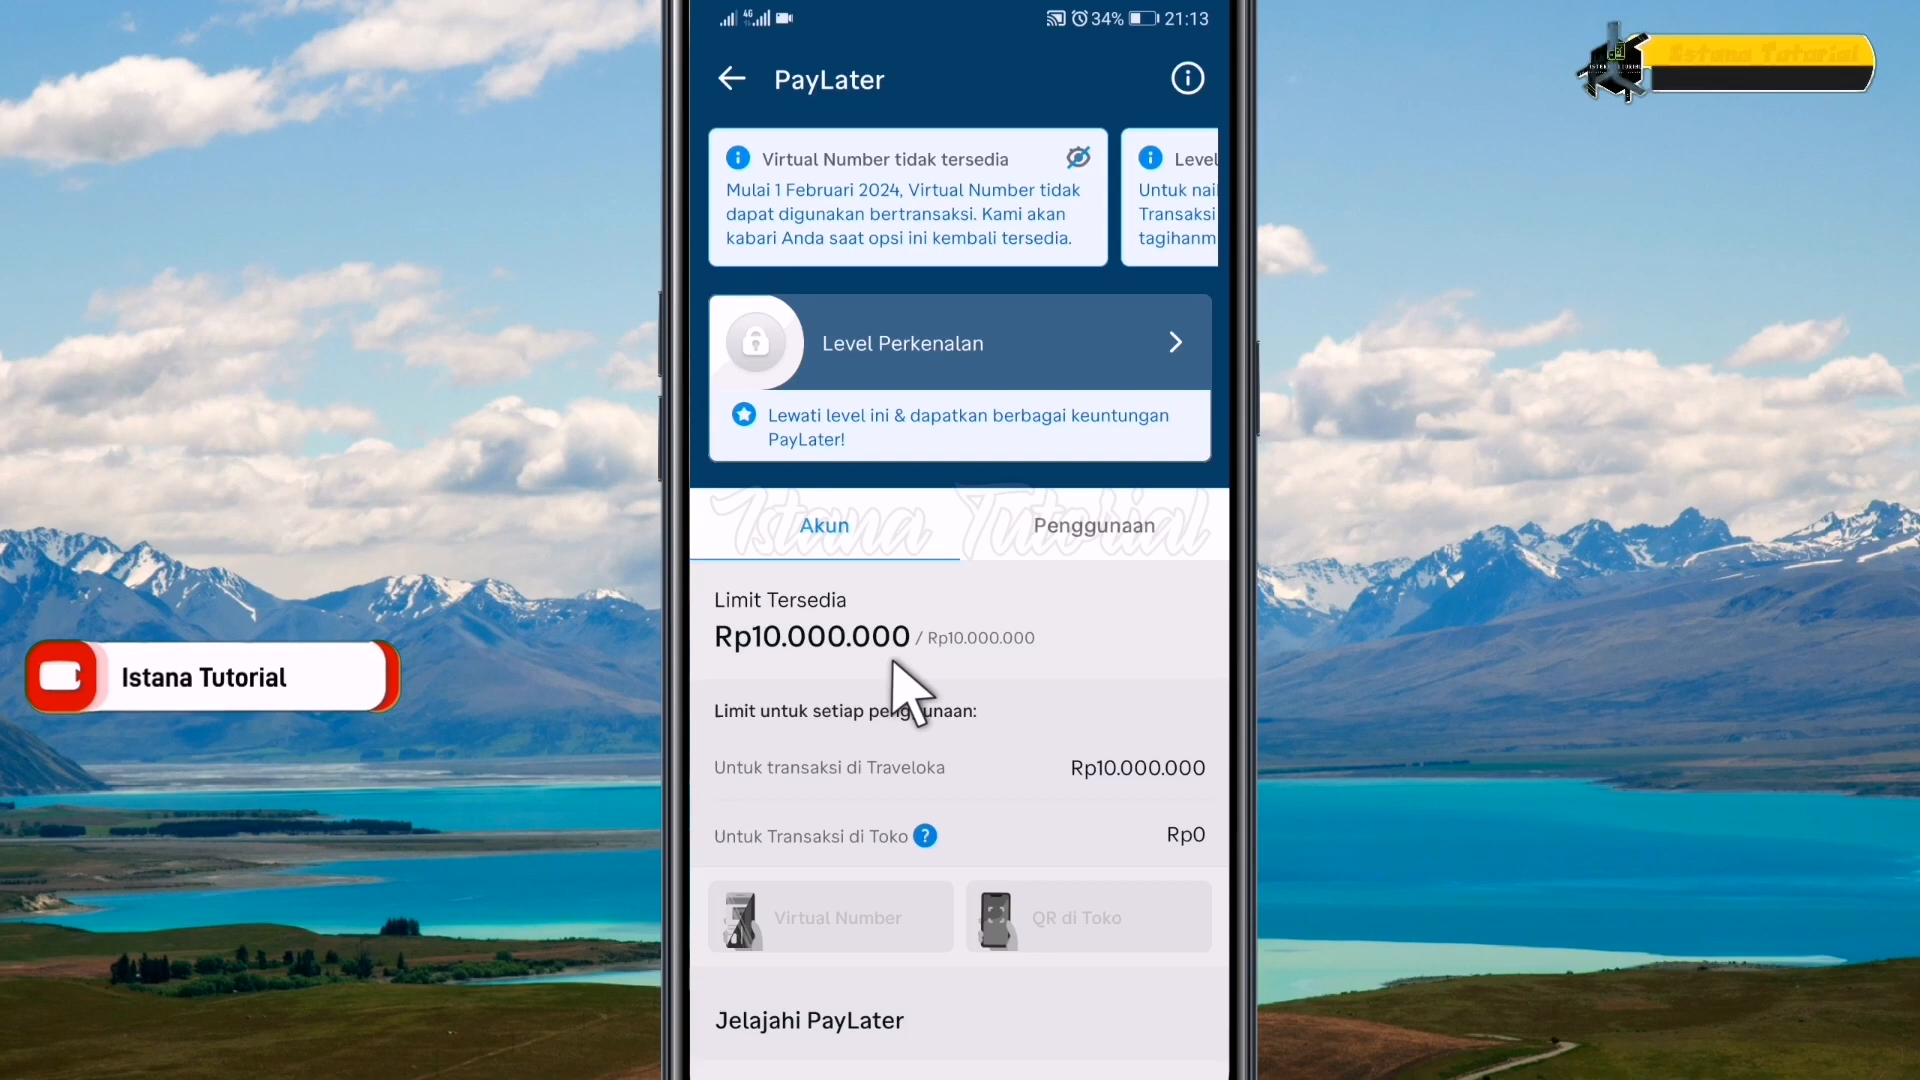 4G
34%
21:13
PayLater
Istana Tutorial
Virtual Number tidak tersedia
Mulai 1 Februari 2024, Virtual Number tidak
dapat digunakan bertransaksi. Kami akan
kabari Anda saat opsi ini kembali tersedia.
Level
Untuk nai
Transaksi
tagihanm
Level Perkenalan
Lewati level ini & dapatkan berbagai keuntungan
PayLater!
Istana Tutorial
Akun
Penggunaan
Limit Tersedia
Rp10.000.000 / Rp10.000.000
Istana Tutorial
Limit untuk setiap penggunaan:
Untuk transaksi di Traveloka
Rp10.000.000
Untuk Transaksi di Toko ?
Rp0
Virtual Number
QR di Toko
Jelajahi PayLater